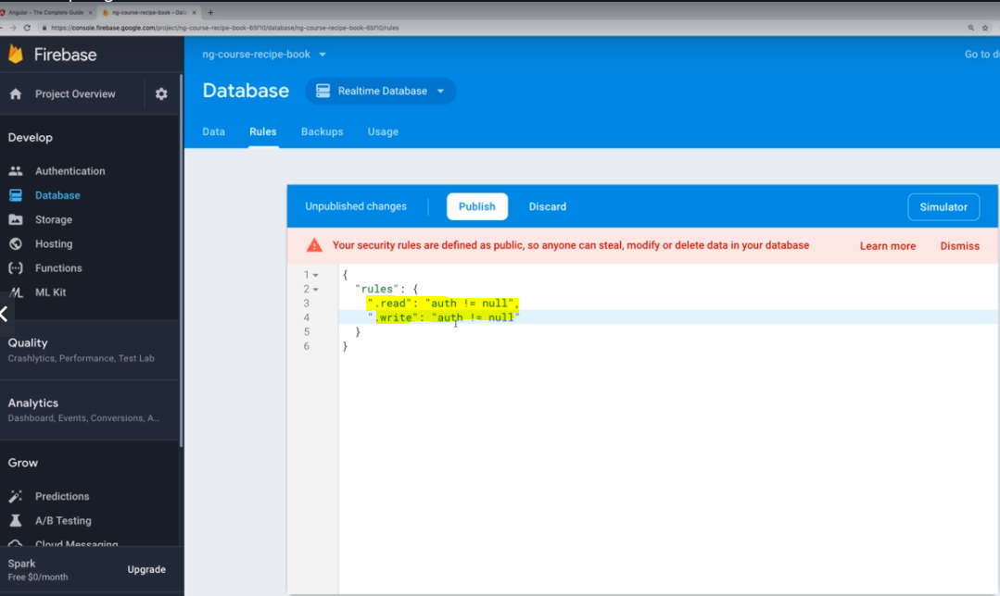 Angular - The Complete Guide
ng-course-recipe-book - Data
https://console.firebase.google.com/project/ng-course-recipe-book-65f10/database/ng-course-recipe-book-65f10/rules
Firebase
ng-course-recipe-book
Go to d
Project Overview
Database
Realtime Database
Data Rules Backups Usage
Develop
Authentication
Database
Storage
Hosting
Functions
ML Kit
Quality
Crashlytics, Performance, Test Lab
Analytics
Dashboard, Events, Conversions, A...
Grow
Predictions
A/B Testing
Cloud Messaging
Spark
Free $0/month
Upgrade
Unpublished changes
Publish
Discard
Simulator
Your security rules are defined as public, so anyone can steal, modify or delete data in your database
Learn more
Dismiss
1 {
2 "rules": {
3 ".read": "auth != null",
4 ".write": "auth != null"
5 }
6 }